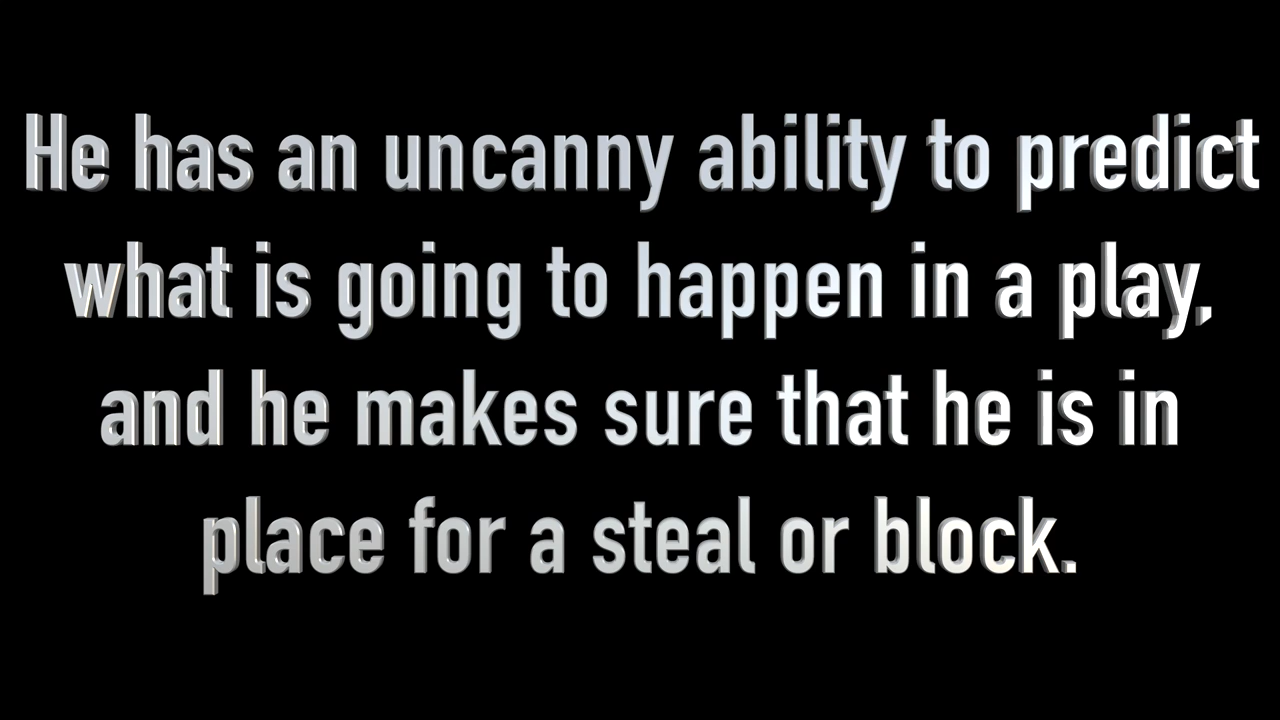 He has an uncanny ability to predict
what is going to happen in a play,
and he makes sure that he is in
place for a steal or block.